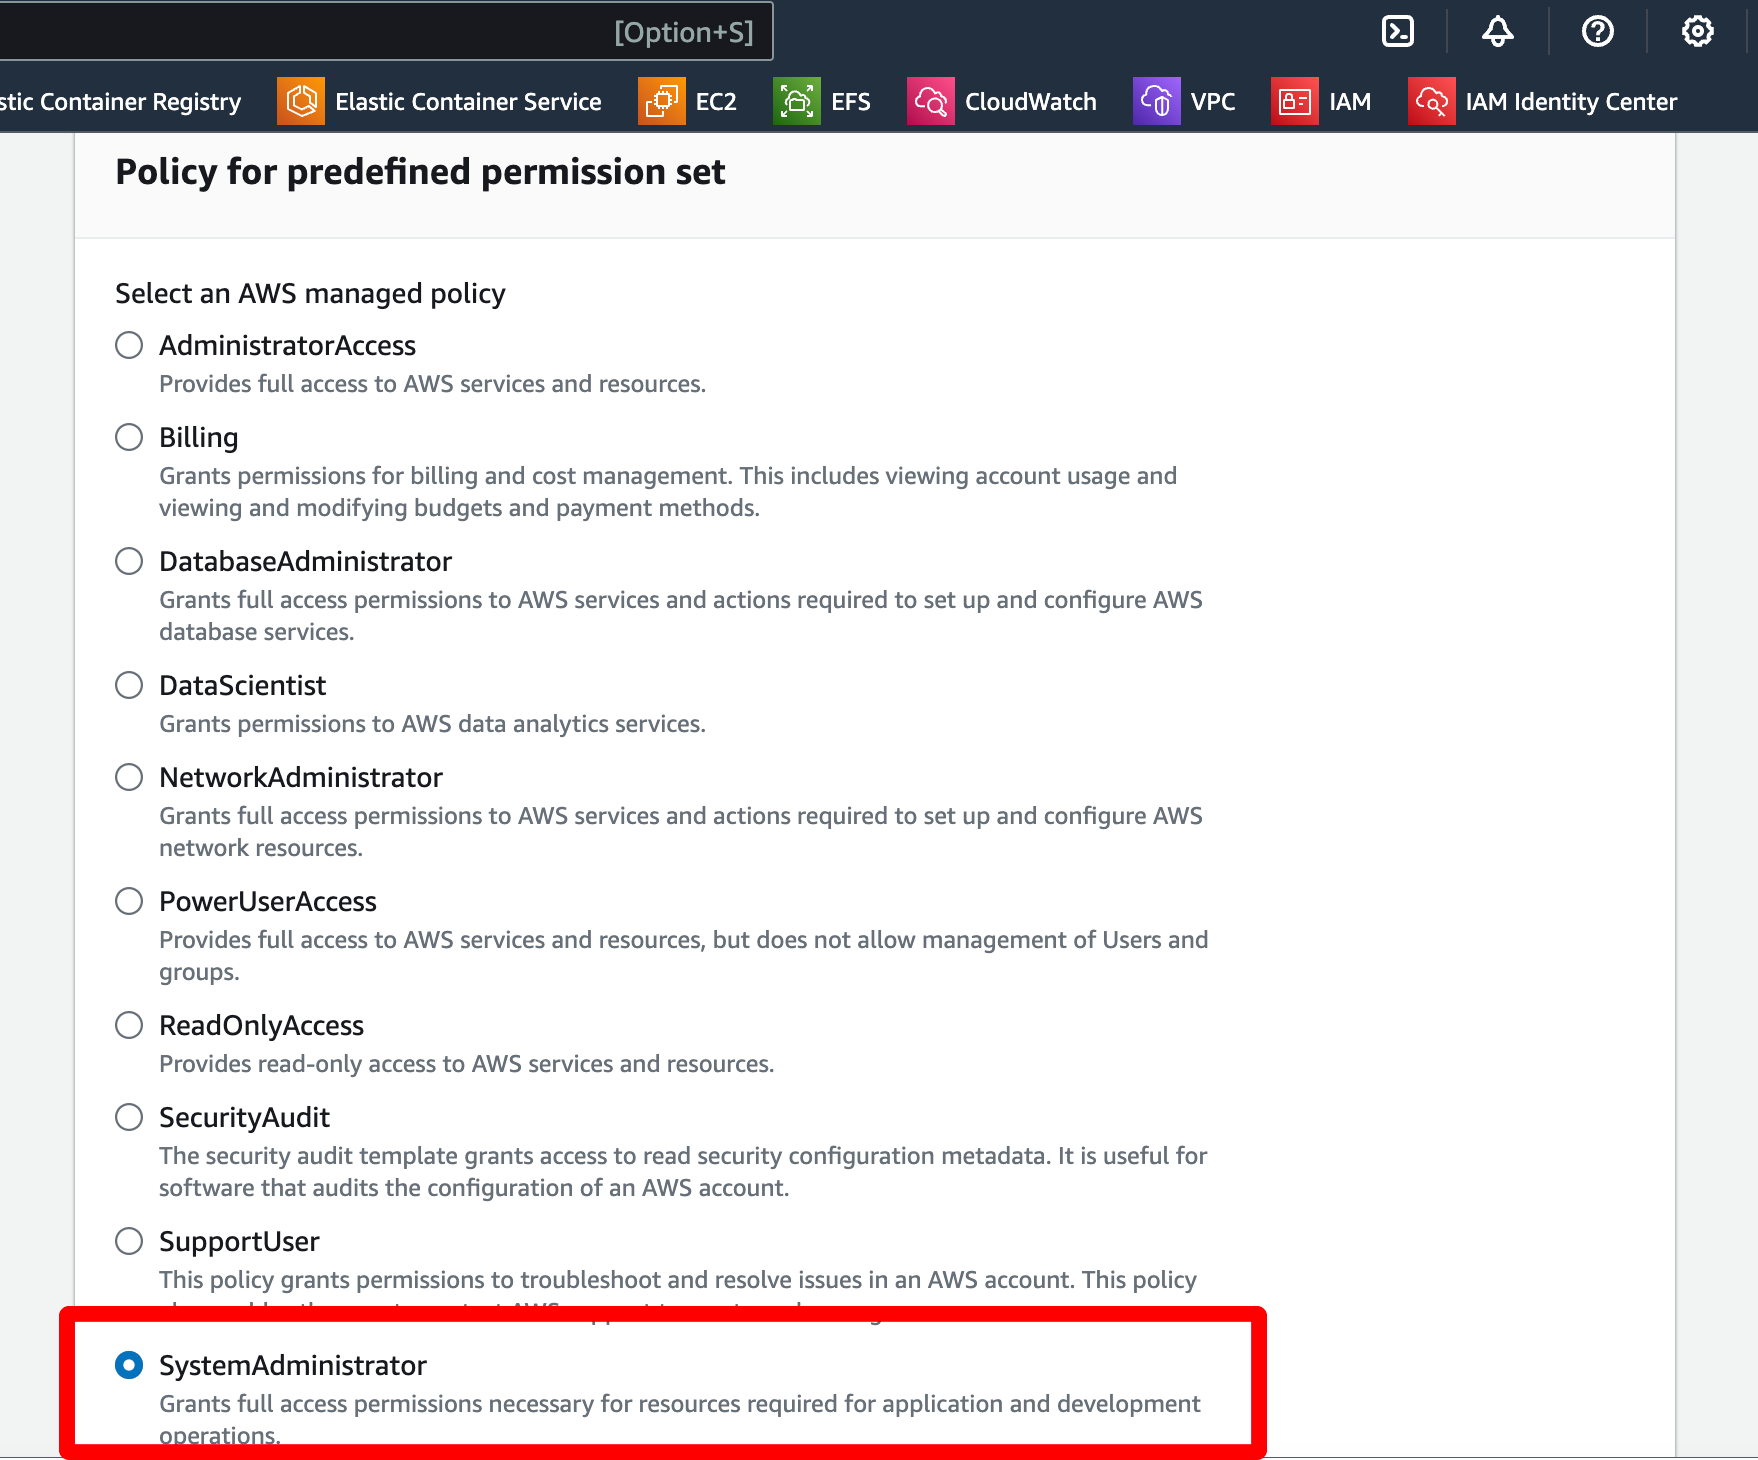 [Option+S]
stic Container Registry Elastic Container Service EC2 EFS CloudWatch VPC IAM IAM Identity Center
Policy for predefined permission set
Select an AWS managed policy
AdministratorAccess
Provides full access to AWS services and resources.
Billing
Grants permissions for billing and cost management. This includes viewing account usage and
viewing and modifying budgets and payment methods.
DatabaseAdministrator
Grants full access permissions to AWS services and actions required to set up and configure AWS
database services.
DataScientist
Grants permissions to AWS data analytics services.
NetworkAdministrator
Grants full access permissions to AWS services and actions required to set up and configure AWS
network resources.
PowerUserAccess
Provides full access to AWS services and resources, but does not allow management of Users and
groups.
ReadOnlyAccess
Provides read-only access to AWS services and resources.
SecurityAudit
The security audit template grants access to read security configuration metadata. It is useful for
software that audits the configuration of an AWS account.
SupportUser
This policy grants permissions to troubleshoot and resolve issues in an AWS account. This policy
SystemAdministrator
Grants full access permissions necessary for resources required for application and development
operations.